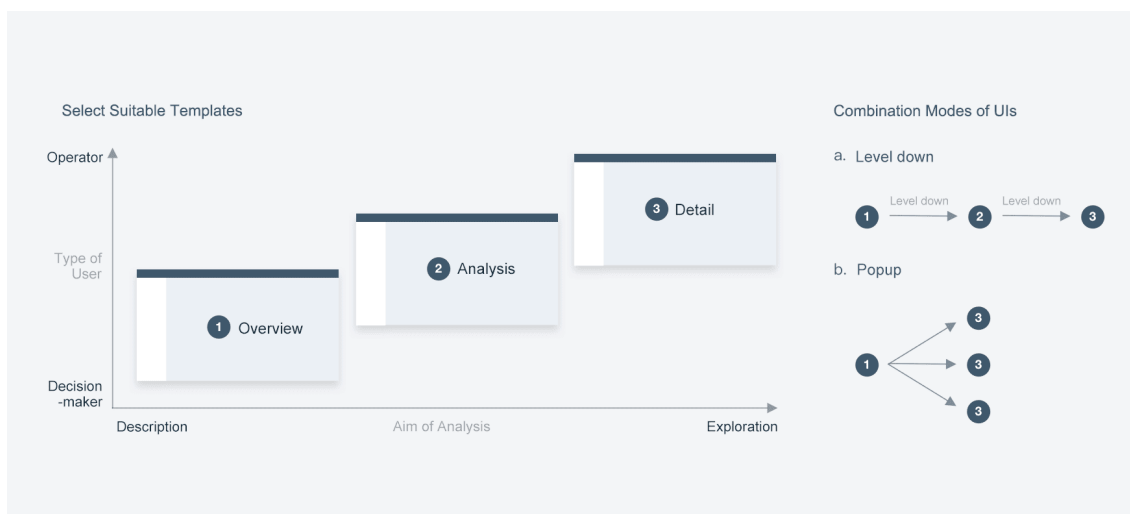 Select Suitable Templates
Operator
Type of
User
Decision
-maker
1 Overview
2 Analysis
3 Detail
Description
Aim of Analysis
Exploration
Combination Modes of UIs
a. Level down
Level down
Level down
1
2
3
b. Popup
3
1
3
3